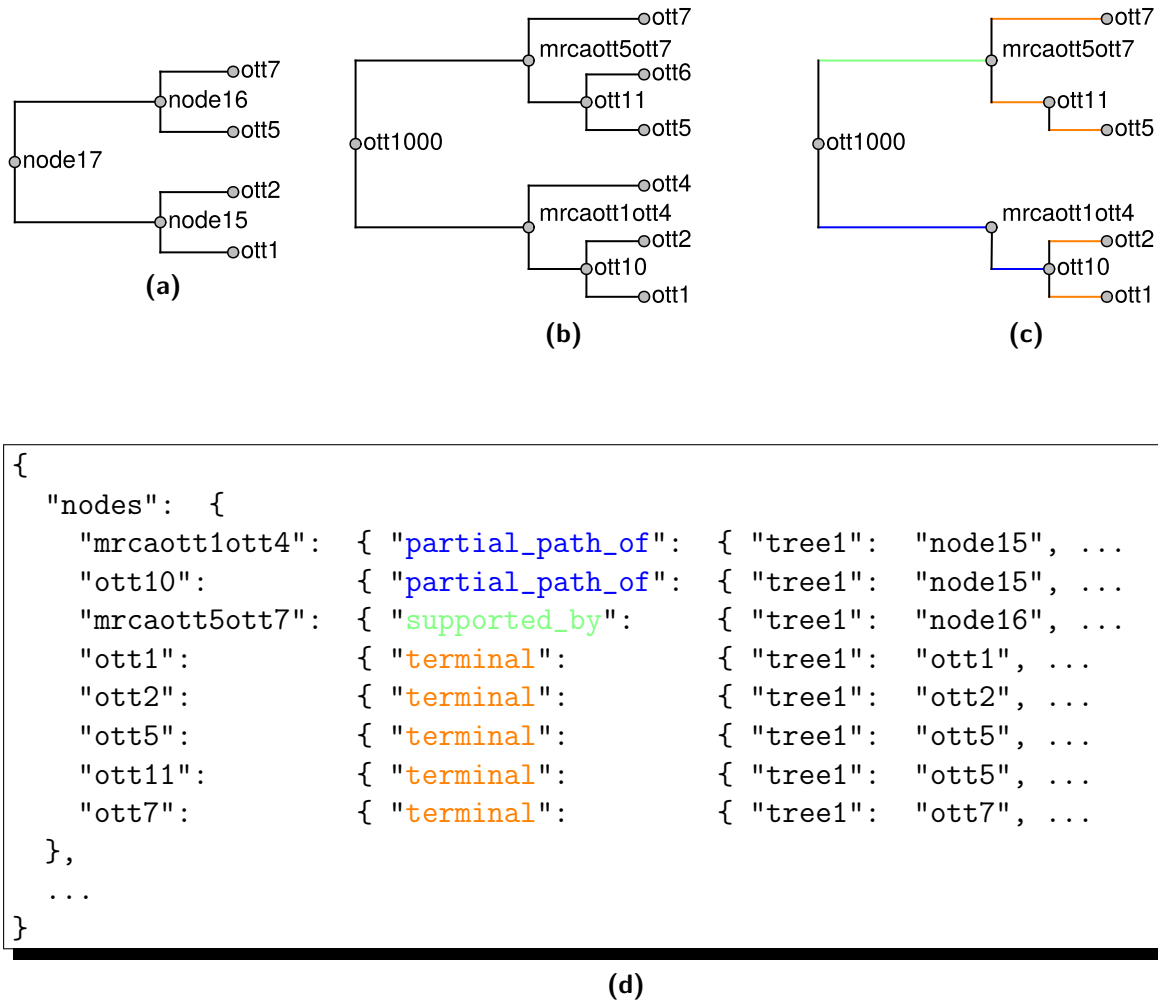 ott7
node16
ott5
node17
ott2
node15
ott1
(a)
ott7
mrcaott5ott7
ott6
ott11
ott5
ott1000
ott4
mrcaott1ott4
ott2
ott10
ott1
(b)
ott7
mrcaott5ott7
ott11
ott5
ott1000
mrcaott1ott4
ott2
ott10
ott1
(c)
{
"nodes": {
"mrcaott1ott4": { "partial_path_of": { "tree1": "node15", ...
"ott10": { "partial_path_of": { "tree1": "node15", ...
"mrcaott5ott7": { "supported_by": { "tree1": "node16", ...
"ott1": { "terminal": { "tree1": "ott1", ...
"ott2": { "terminal": { "tree1": "ott2", ...
"ott5": { "terminal": { "tree1": "ott5", ...
"ott11": { "terminal": { "tree1": "ott5", ...
"ott7": { "terminal": { "tree1": "ott7", ...
},
...
}
(d)